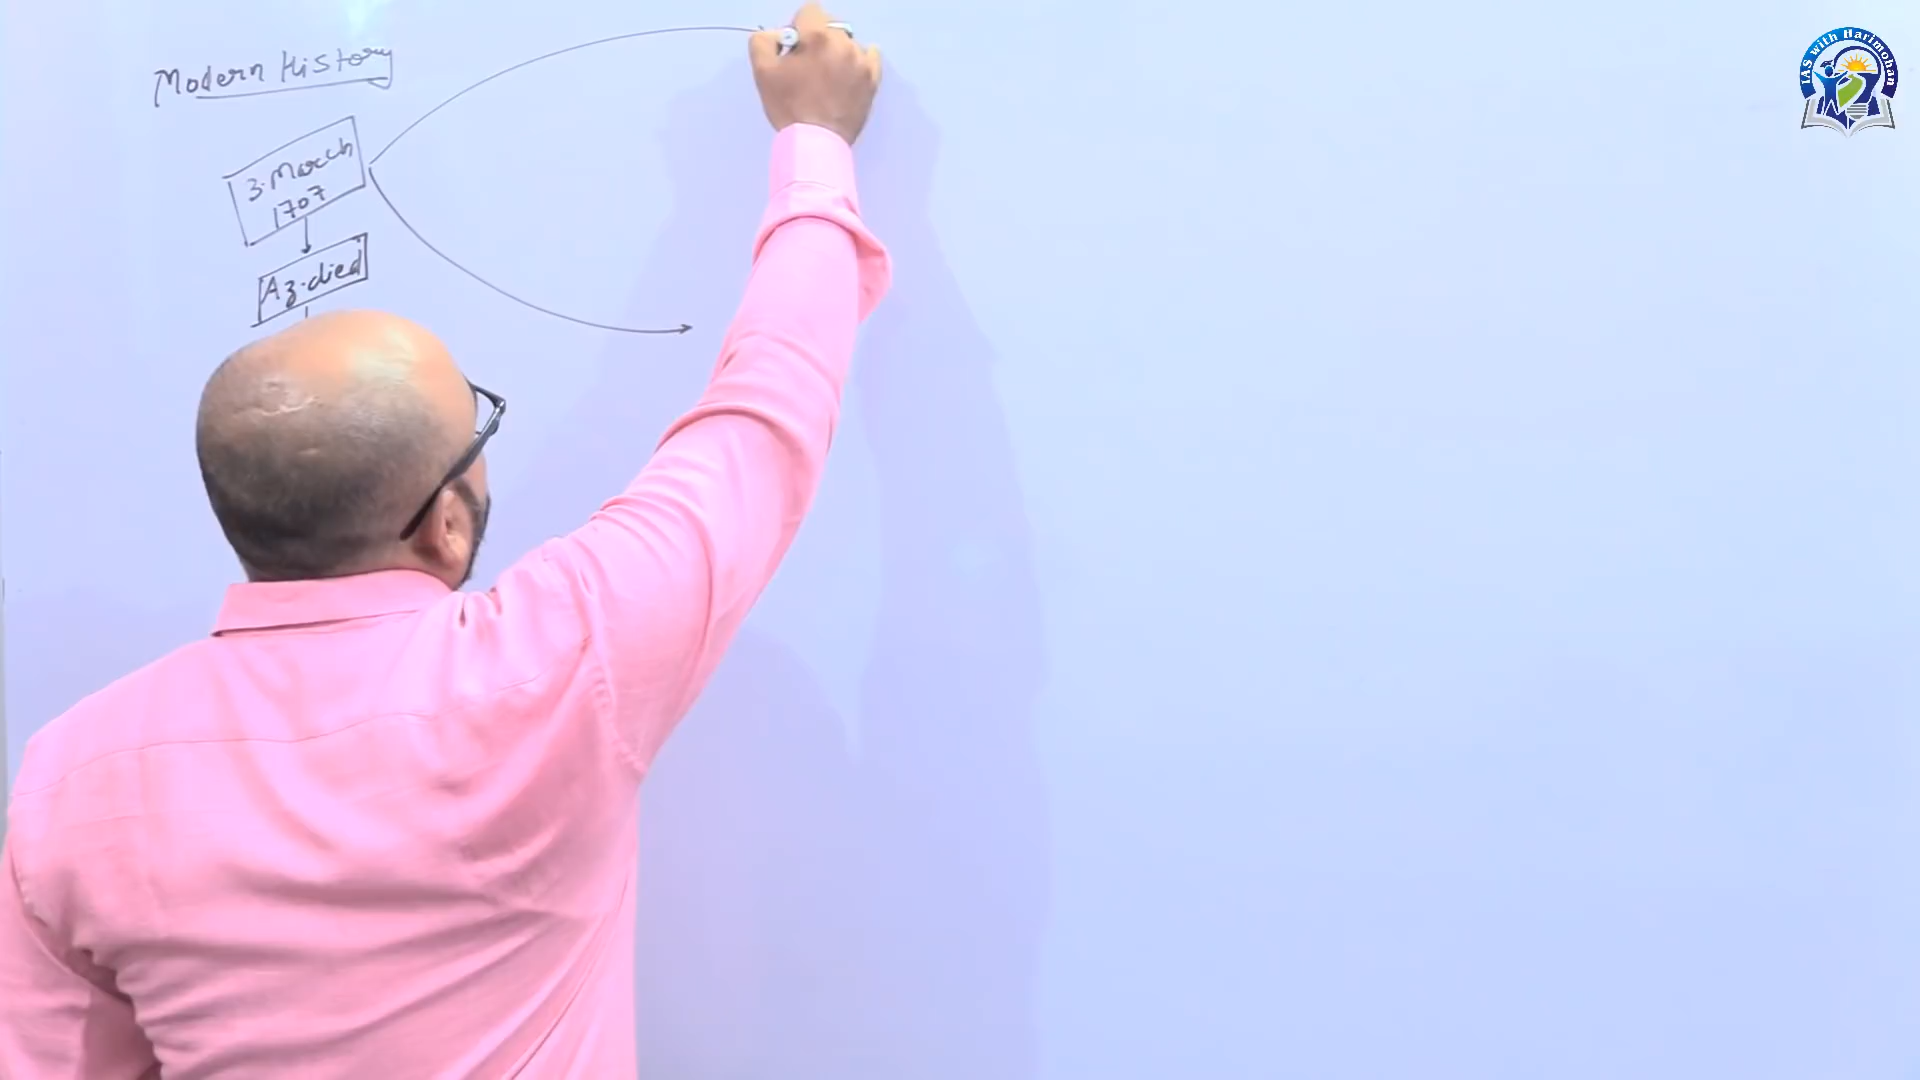 Modern History
3. March
1707
Az. died
IAS with Harimohan